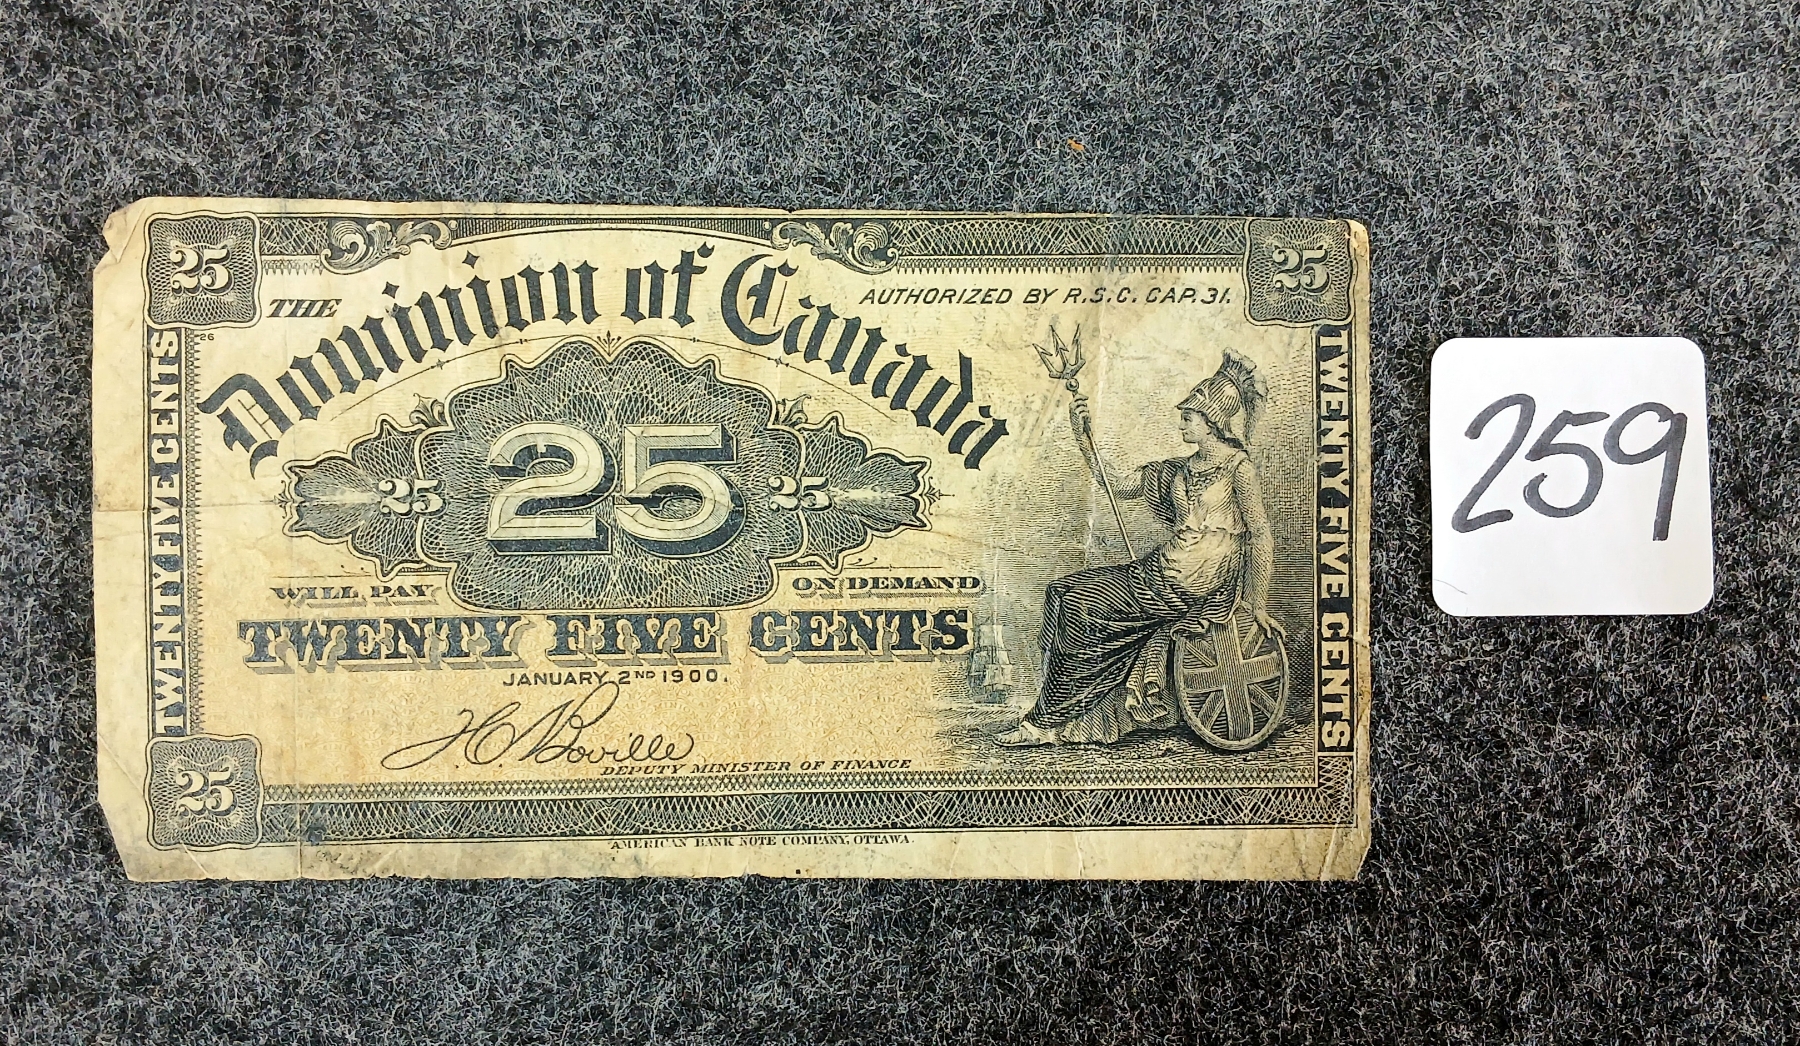 25
25
THE Dominion of Canada
AUTHORIZED BY R.S.C. CAP. 31.
26
TWENTY FIVE CENTS
TWENTY FIVE CENTS
25
25
25
WILL PAY
ON DEMAND
TWENTY FIVE CENTS
JANUARY 2ND 1900.
H.C. Boville
DEPUTY MINISTER OF FINANCE
25
AMERICAN BANK NOTE COMPANY, OTTAWA.
259